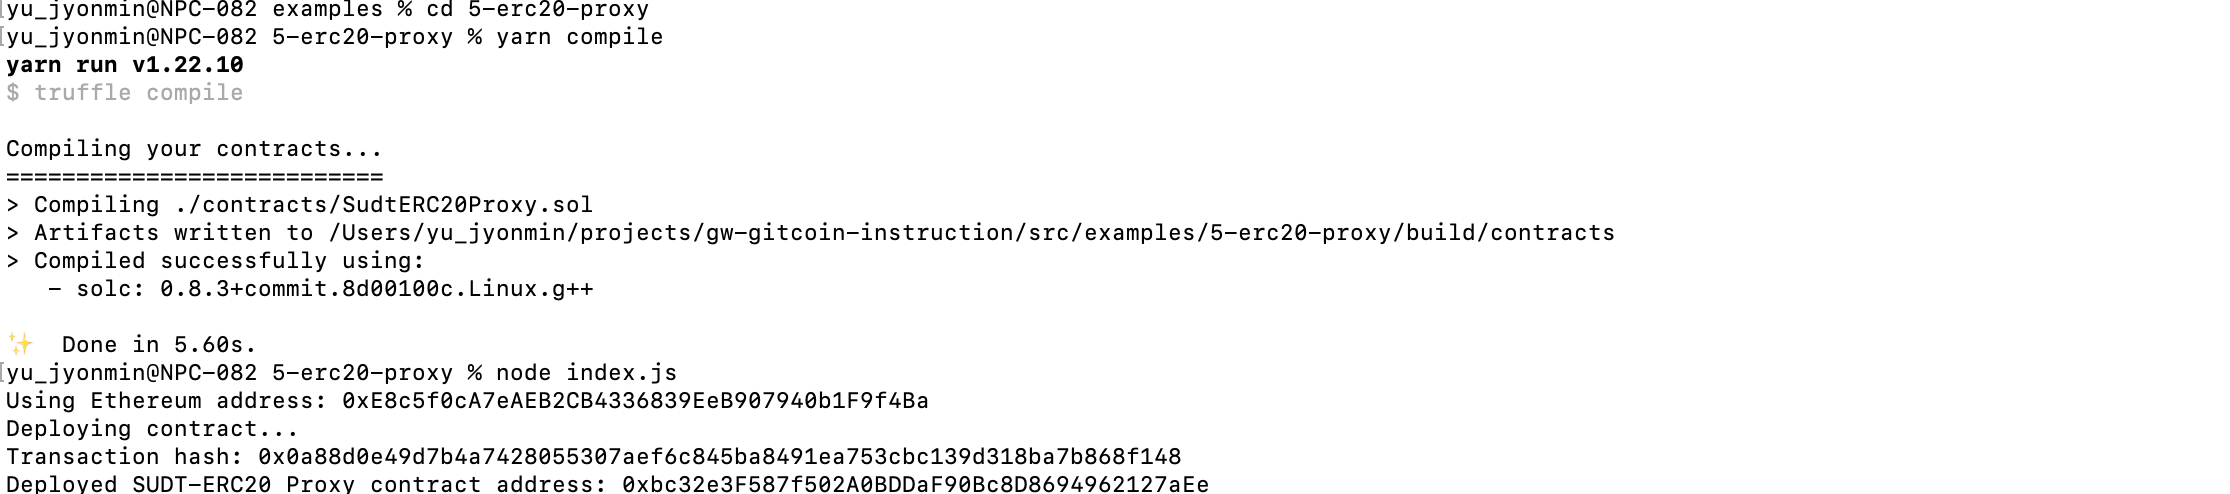 yu_jyonmin@NPC-082 examples % cd 5-erc20-proxy
yu_jyonmin@NPC-082 5-erc20-proxy % yarn compile
yarn run v1.22.10
$ truffle compile
Compiling your contracts...
===========================
> Compiling ./contracts/SudtERC20Proxy.sol
> Artifacts written to /Users/yu_jyonmin/projects/gw-gitcoin-instruction/src/examples/5-erc20-proxy/build/contracts
> Compiled successfully using:
   - solc: 0.8.3+commit.8d00100c.Linux.g++
✨  Done in 5.60s.
yu_jyonmin@NPC-082 5-erc20-proxy % node index.js
Using Ethereum address: 0xE8c5f0cA7eAEB2CB4336839EeB907940b1F9f4Ba
Deploying contract...
Transaction hash: 0x0a88d0e49d7b4a7428055307aef6c845ba8491ea753cbc139d318ba7b868f148
Deployed SUDT-ERC20 Proxy contract address: 0xbc32e3F587f502A0BDDaF90Bc8D8694962127aEe